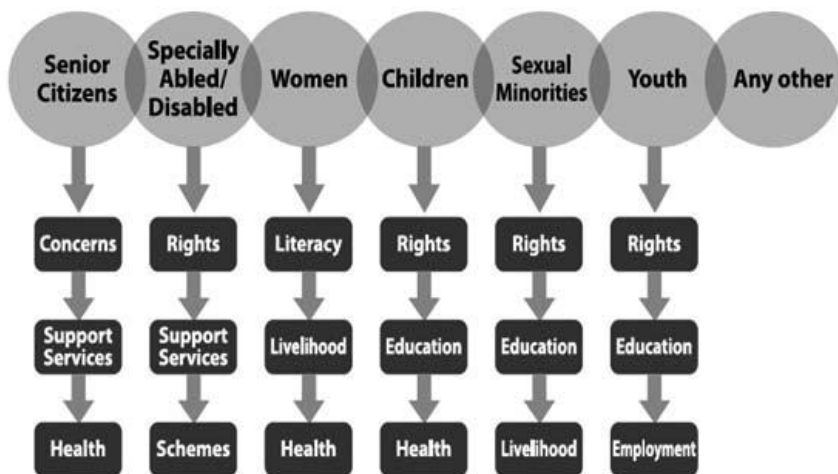 Senior
Citizens
Specially
Abled/
Disabled
Women
Children
Sexual
Minorities
Youth
Any other
Concerns
Rights
Literacy
Rights
Rights
Rights
Support
Services
Support
Services
Livelihood
Education
Education
Education
Health
Schemes
Health
Health
Livelihood
Employment